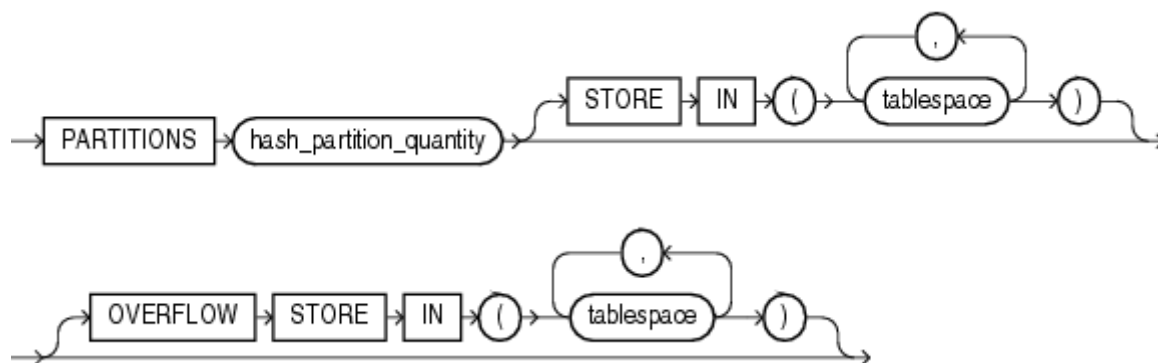 ,
STORE IN ( tablespace )
PARTITIONS hash_partition_quantity
,
OVERFLOW STORE IN ( tablespace )